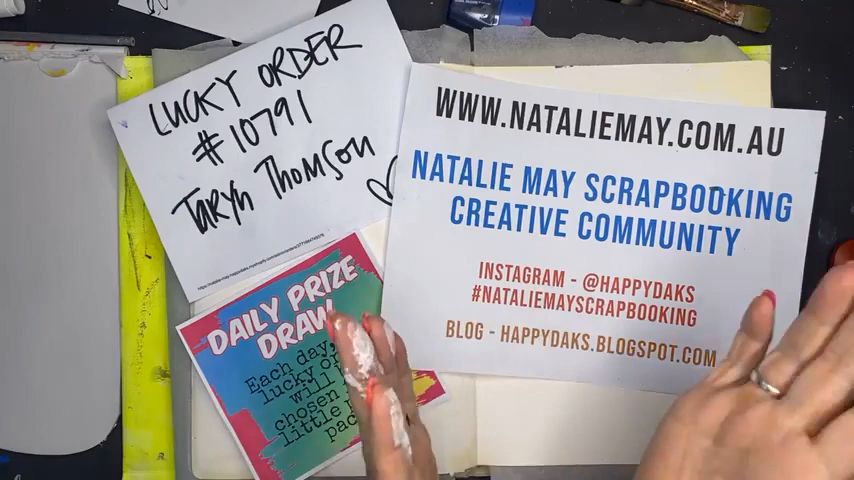 LUCKY ORDER
#10791
Taryn Thomson
WWW.NATALIEMAY.COM.AU
NATALIE MAY SCRAPBOOKING
CREATIVE COMMUNITY
INSTAGRAM - @HAPPYDAKS
#NATALIEMAYSCRAPBOOKING
BLOG - HAPPYDAKS.BLOGSPOT.COM
DAILY PRIZE
DRAW
Each day,
lucky
will
chosen
little